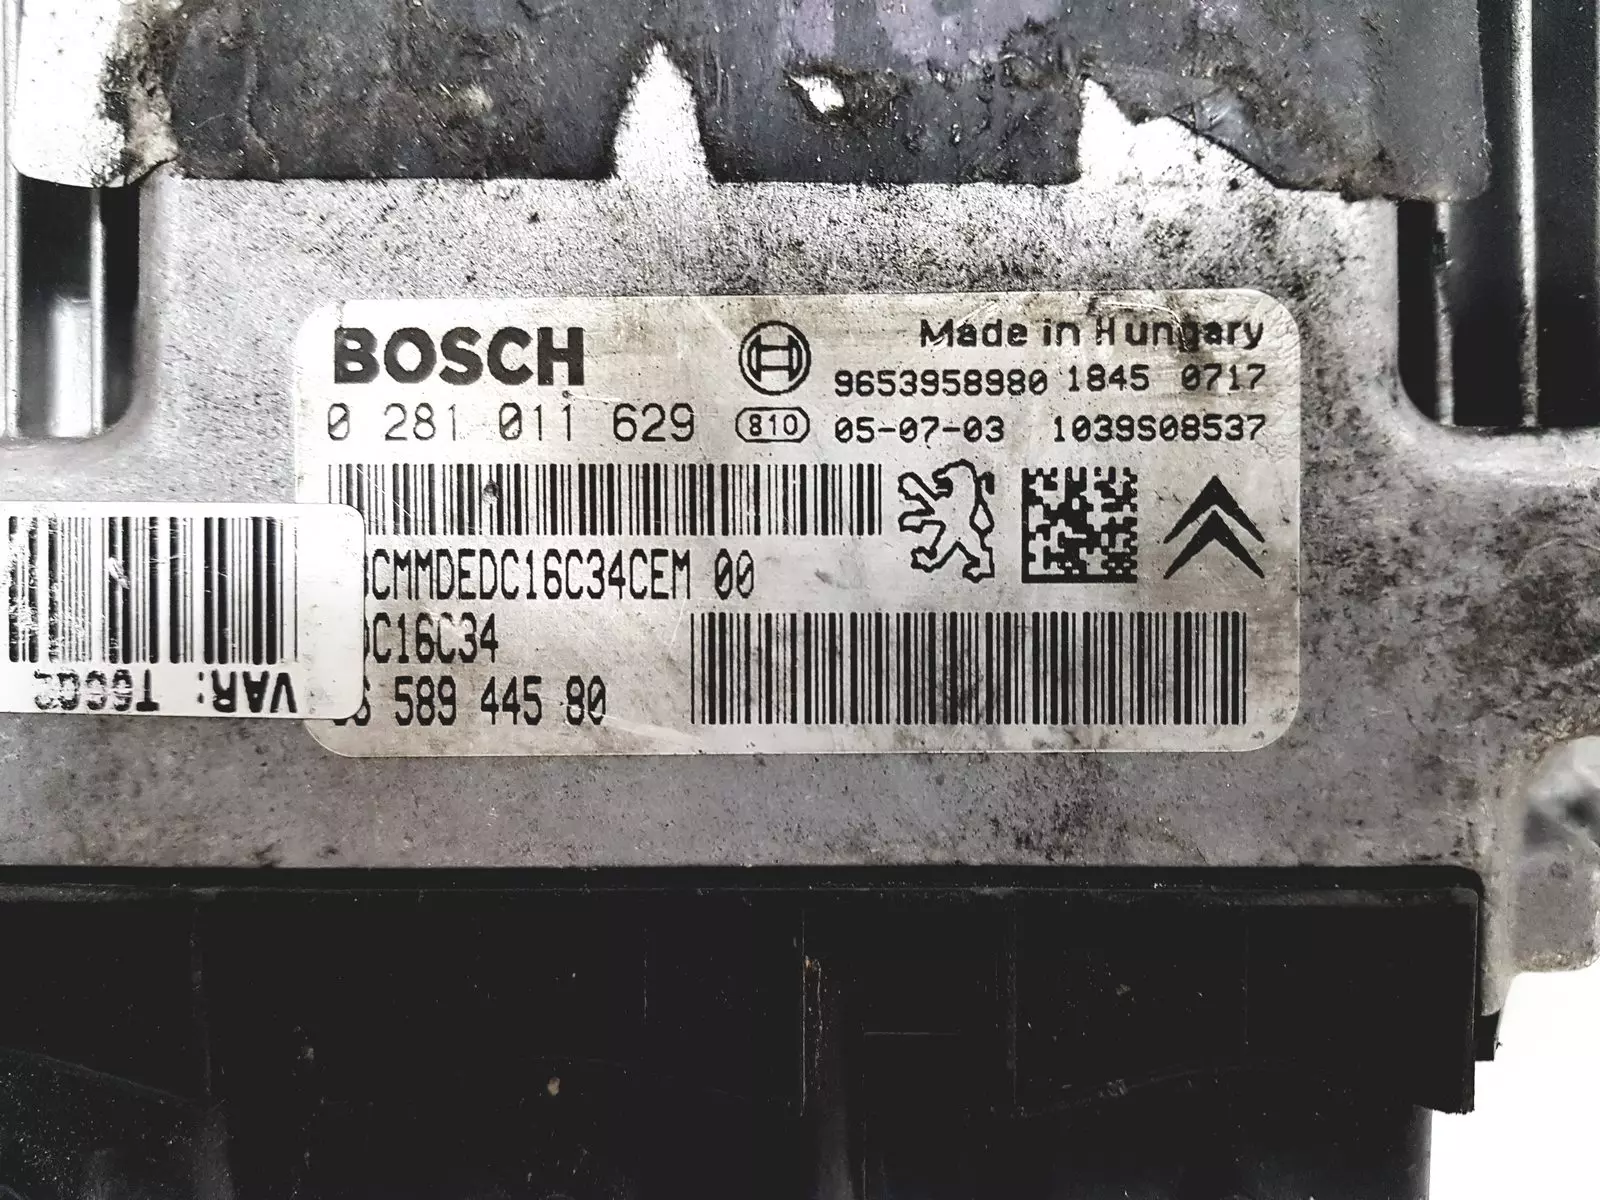 BOSCH
Made in Hungary
9653958980 1845 0717
0 281 011 629
810
05-07-03 1039S08537
CMMDEDC16C34CEM 00
C16C34
589 445 80
VAR: